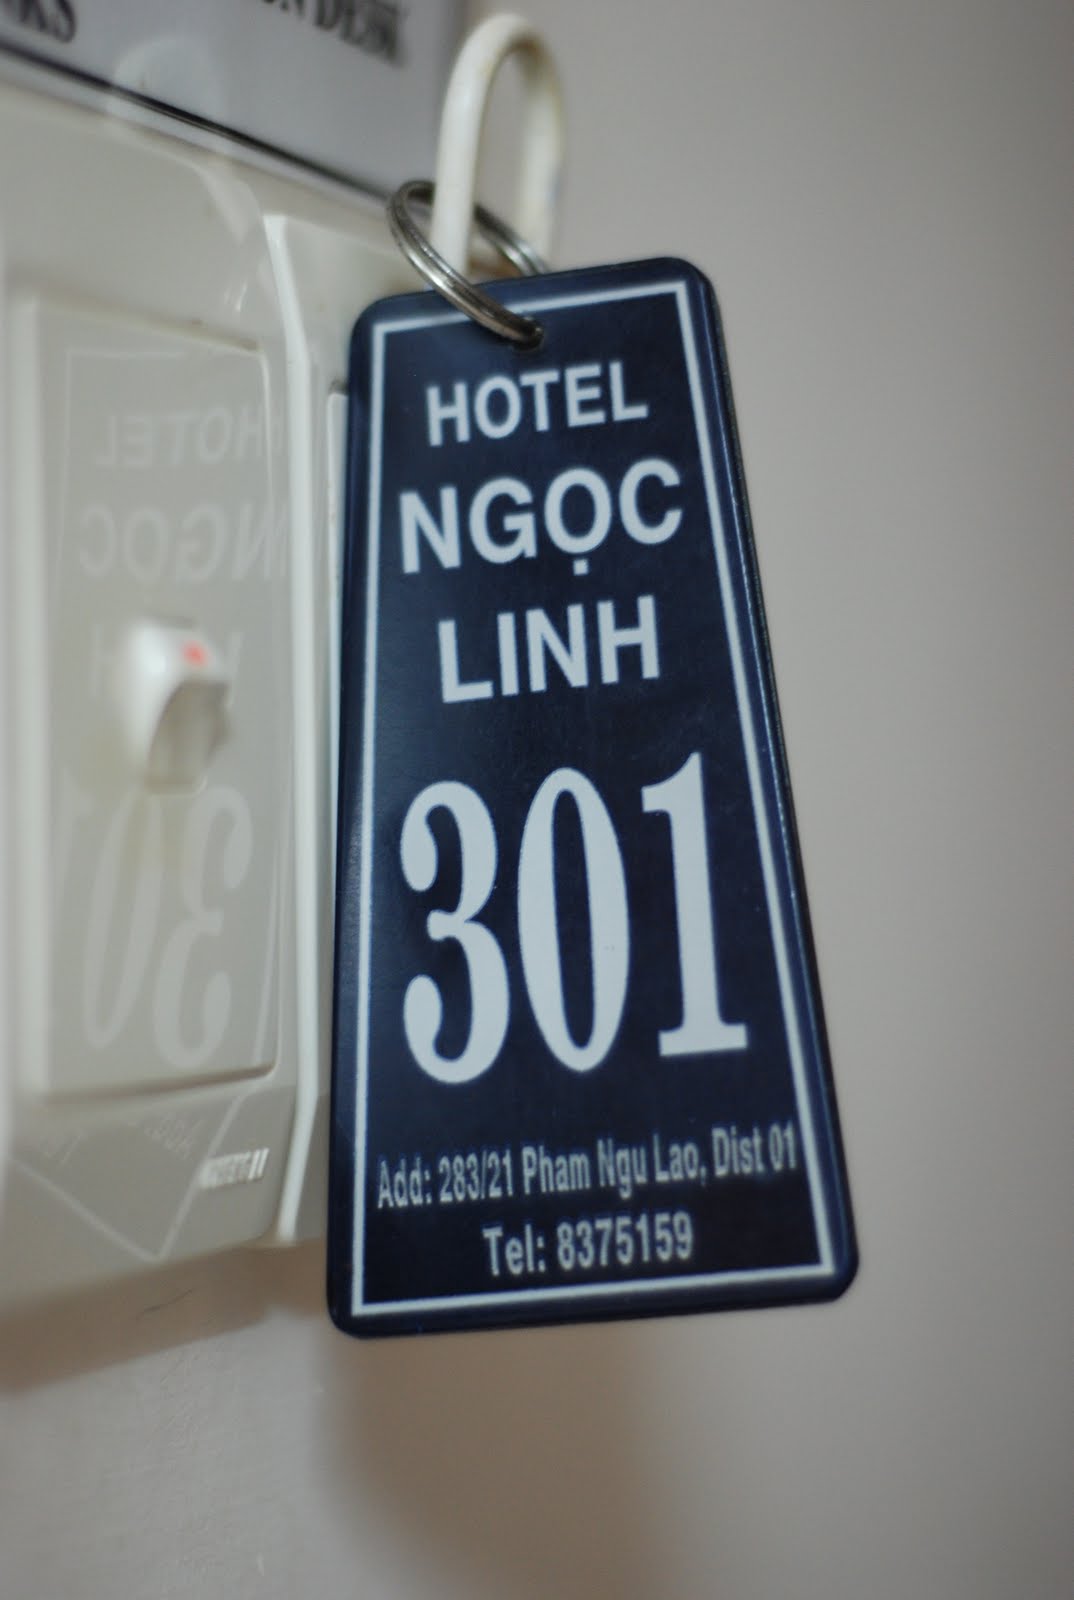 HOTEL
NGỌC
LINH
301
Add: 283/21 Pham Ngu Lao, Dist 01
Tel: 8375159